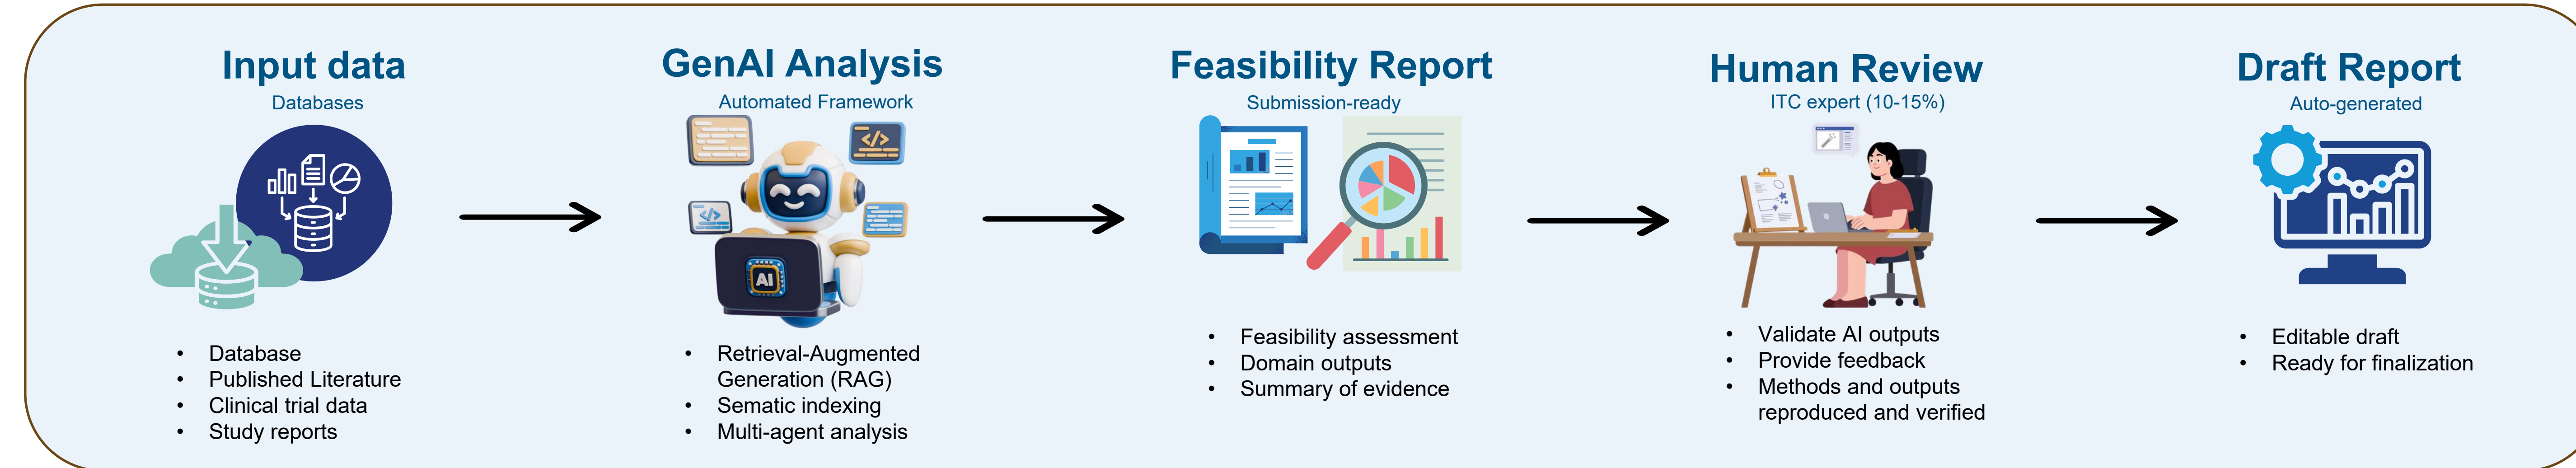 Input data
Databases
• Database
• Published Literature
• Clinical trial data
• Study reports
GenAI Analysis
Automated Framework
</>
</>
AI
• Retrieval-Augmented
Generation (RAG)
• Sematic indexing
• Multi-agent analysis
Feasibility Report
Submission-ready
• Feasibility assessment
• Domain outputs
• Summary of evidence
Human Review
ITC expert (10-15%)
• Validate AI outputs
• Provide feedback
• Methods and outputs
reproduced and verified
Draft Report
Auto-generated
• Editable draft
• Ready for finalization